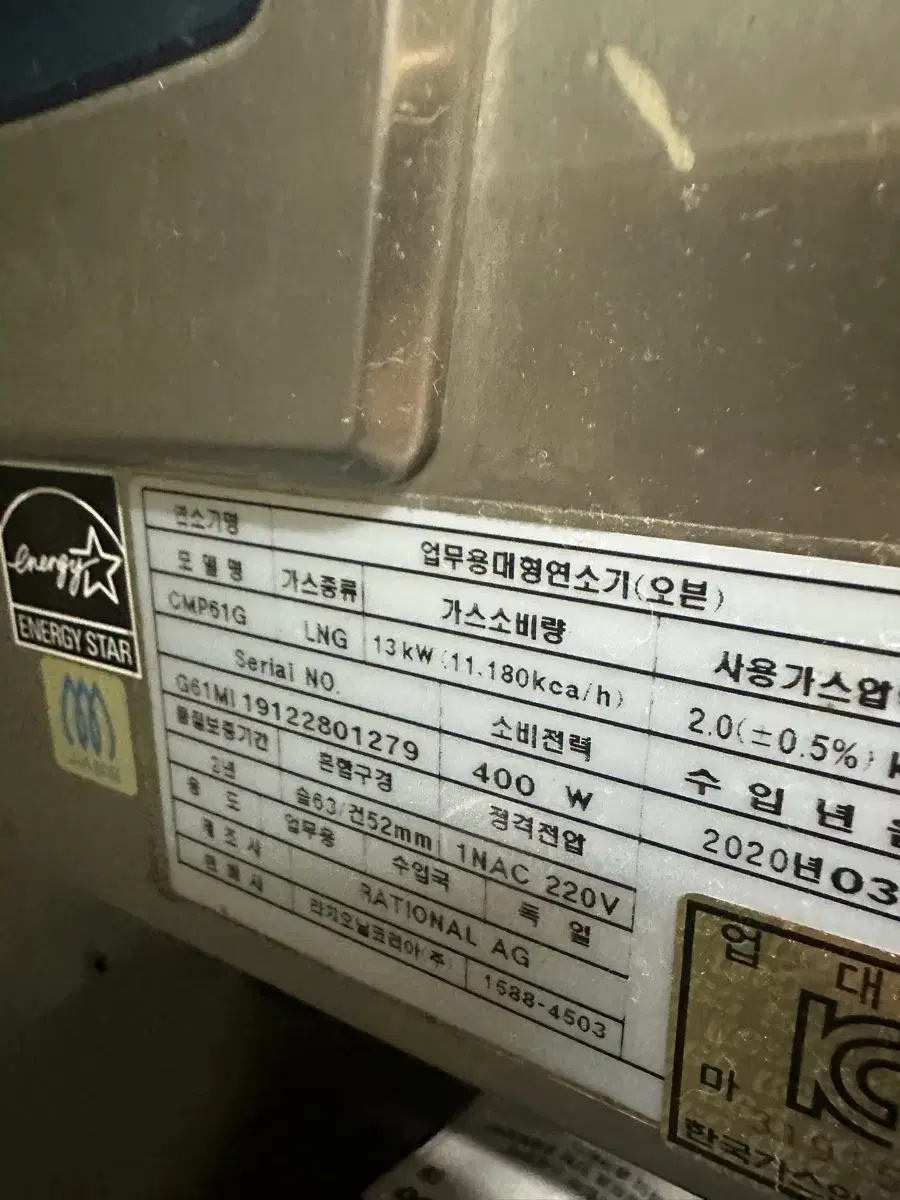 energy
ENERGY STAR
연소기명
업무용대형연소기(오븐)
모델명 가스종류 가스소비량 사용가스압
CMP61G LNG 13kW (11.180kca/h) 2.0(±0.5%)
Serial NO. 소비전력 수입년
G61MI 19122801279 400 W 2020년03
품질보증기간 혼합구경 정격전압
2년 슬63/건52mm 1NAC 220V
용도 업무용 수입국 독일
제조사 RATIONAL AG
판매사 라치오날코리아(주) 1588-4503
업
대
마
한국가스